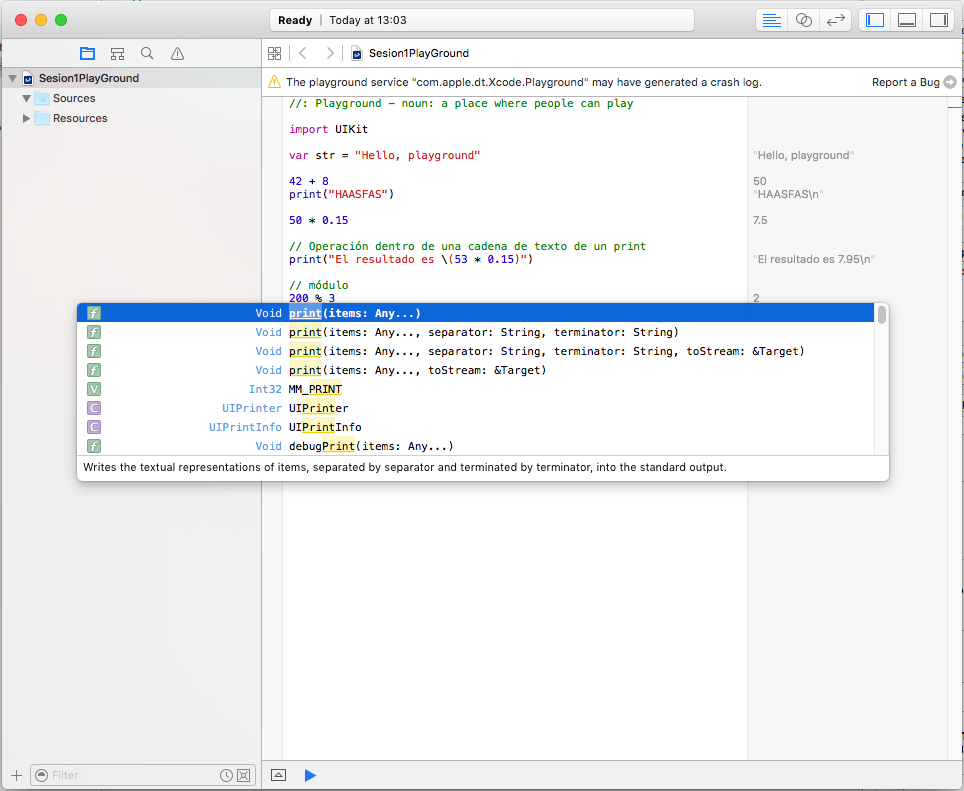 Ready | Today at 13:03
Sesion1PlayGround
Sesion1PlayGround
The playground service "com.apple.dt.Xcode.Playground" may have generated a crash log. Report a Bug
Sources
Resources
//: Playground – noun: a place where people can play
import UIKit
var str = "Hello, playground" "Hello, playground"
42 + 8 50
print("HAASFAS") "HAASFAS\n"
50 * 0.15 7.5
// Operación dentro de una cadena de texto de un print
print("El resultado es \(53 * 0.15)") "El resultado es 7.95\n"
// módulo
200 % 3 2
f Void print(items: Any...)
f Void print(items: Any..., separator: String, terminator: String)
f Void print(items: Any..., separator: String, terminator: String, toStream: &Target)
f Void print(items: Any..., toStream: &Target)
V Int32 MM_PRINT
C UIPrinter UIPrinter
C UIPrintInfo UIPrintInfo
f Void debugPrint(items: Any...)
Writes the textual representations of items, separated by separator and terminated by terminator, into the standard output.
Filter